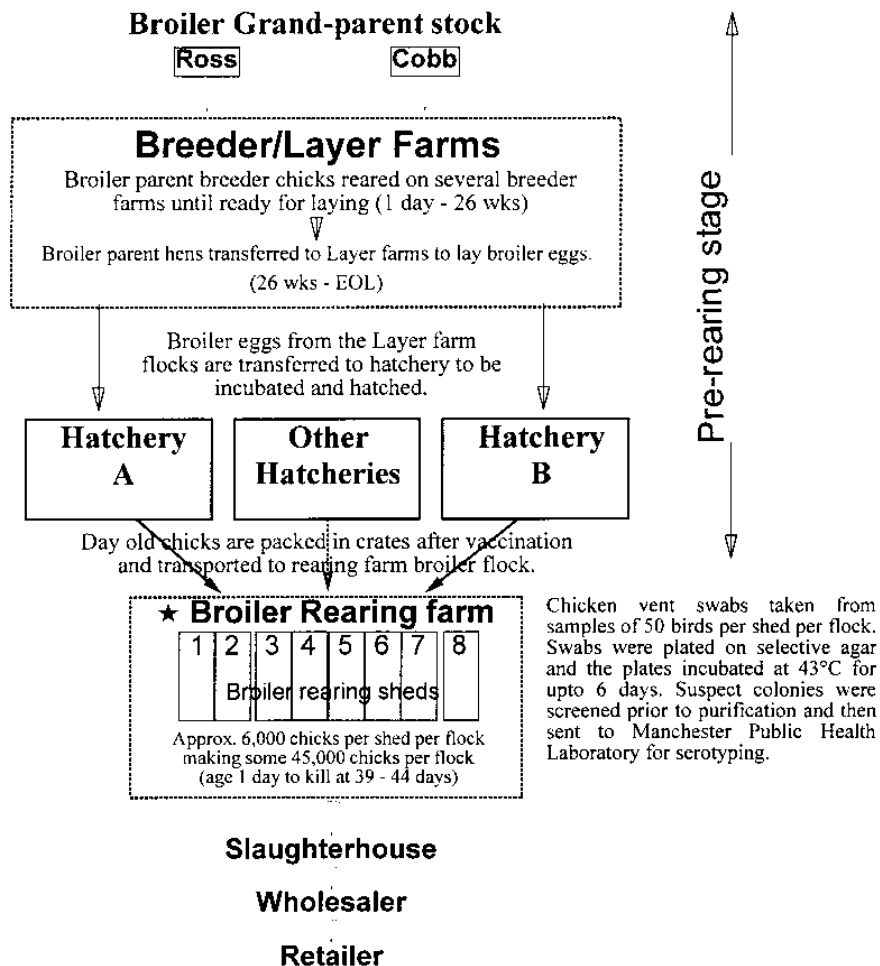 Broiler Grand-parent stock
Ross
Cobb
Breeder/Layer Farms
Broiler parent breeder chicks reared on several breeder
farms until ready for laying (1 day - 26 wks)
Broiler parent hens transferred to Layer farms to lay broiler eggs.
(26 wks - EOL)
Broiler eggs from the Layer farm
flocks are transferred to hatchery to be
incubated and hatched.
Hatchery
A
Other
Hatcheries
Hatchery
B
Day old chicks are packed in crates after vaccination
and transported to rearing farm broiler flock.
★ Broiler Rearing farm
1 2 3 4 5 6 7 8
Broiler rearing sheds
Approx. 6,000 chicks per shed per flock
making some 45,000 chicks per flock
(age 1 day to kill at 39 - 44 days)
Slaughterhouse
Wholesaler
Retailer
Pre-rearing stage
Chicken vent swabs taken from
samples of 50 birds per shed per flock.
Swabs were plated on selective agar
and the plates incubated at 43°C for
upto 6 days. Suspect colonies were
screened prior to purification and then
sent to Manchester Public Health
Laboratory for serotyping.